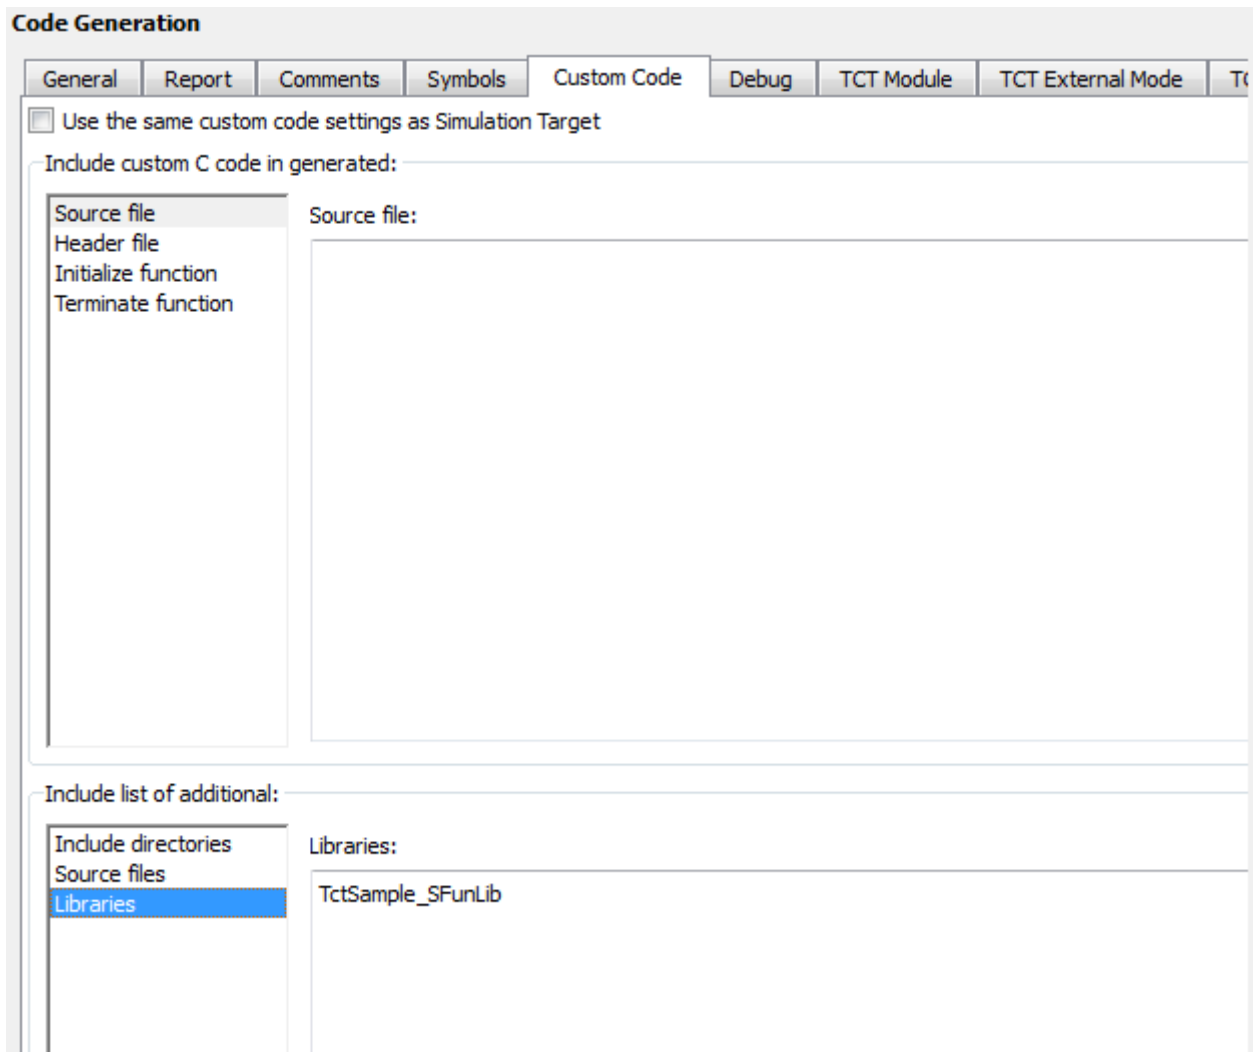 Code Generation
General Report Comments Symbols Custom Code Debug TCT Module TCT External Mode
Use the same custom code settings as Simulation Target
Include custom C code in generated:
Source file
Source file:
Header file
Initialize function
Terminate function
Include list of additional:
Include directories
Libraries:
Source files
Libraries
TctSample_SFunLib